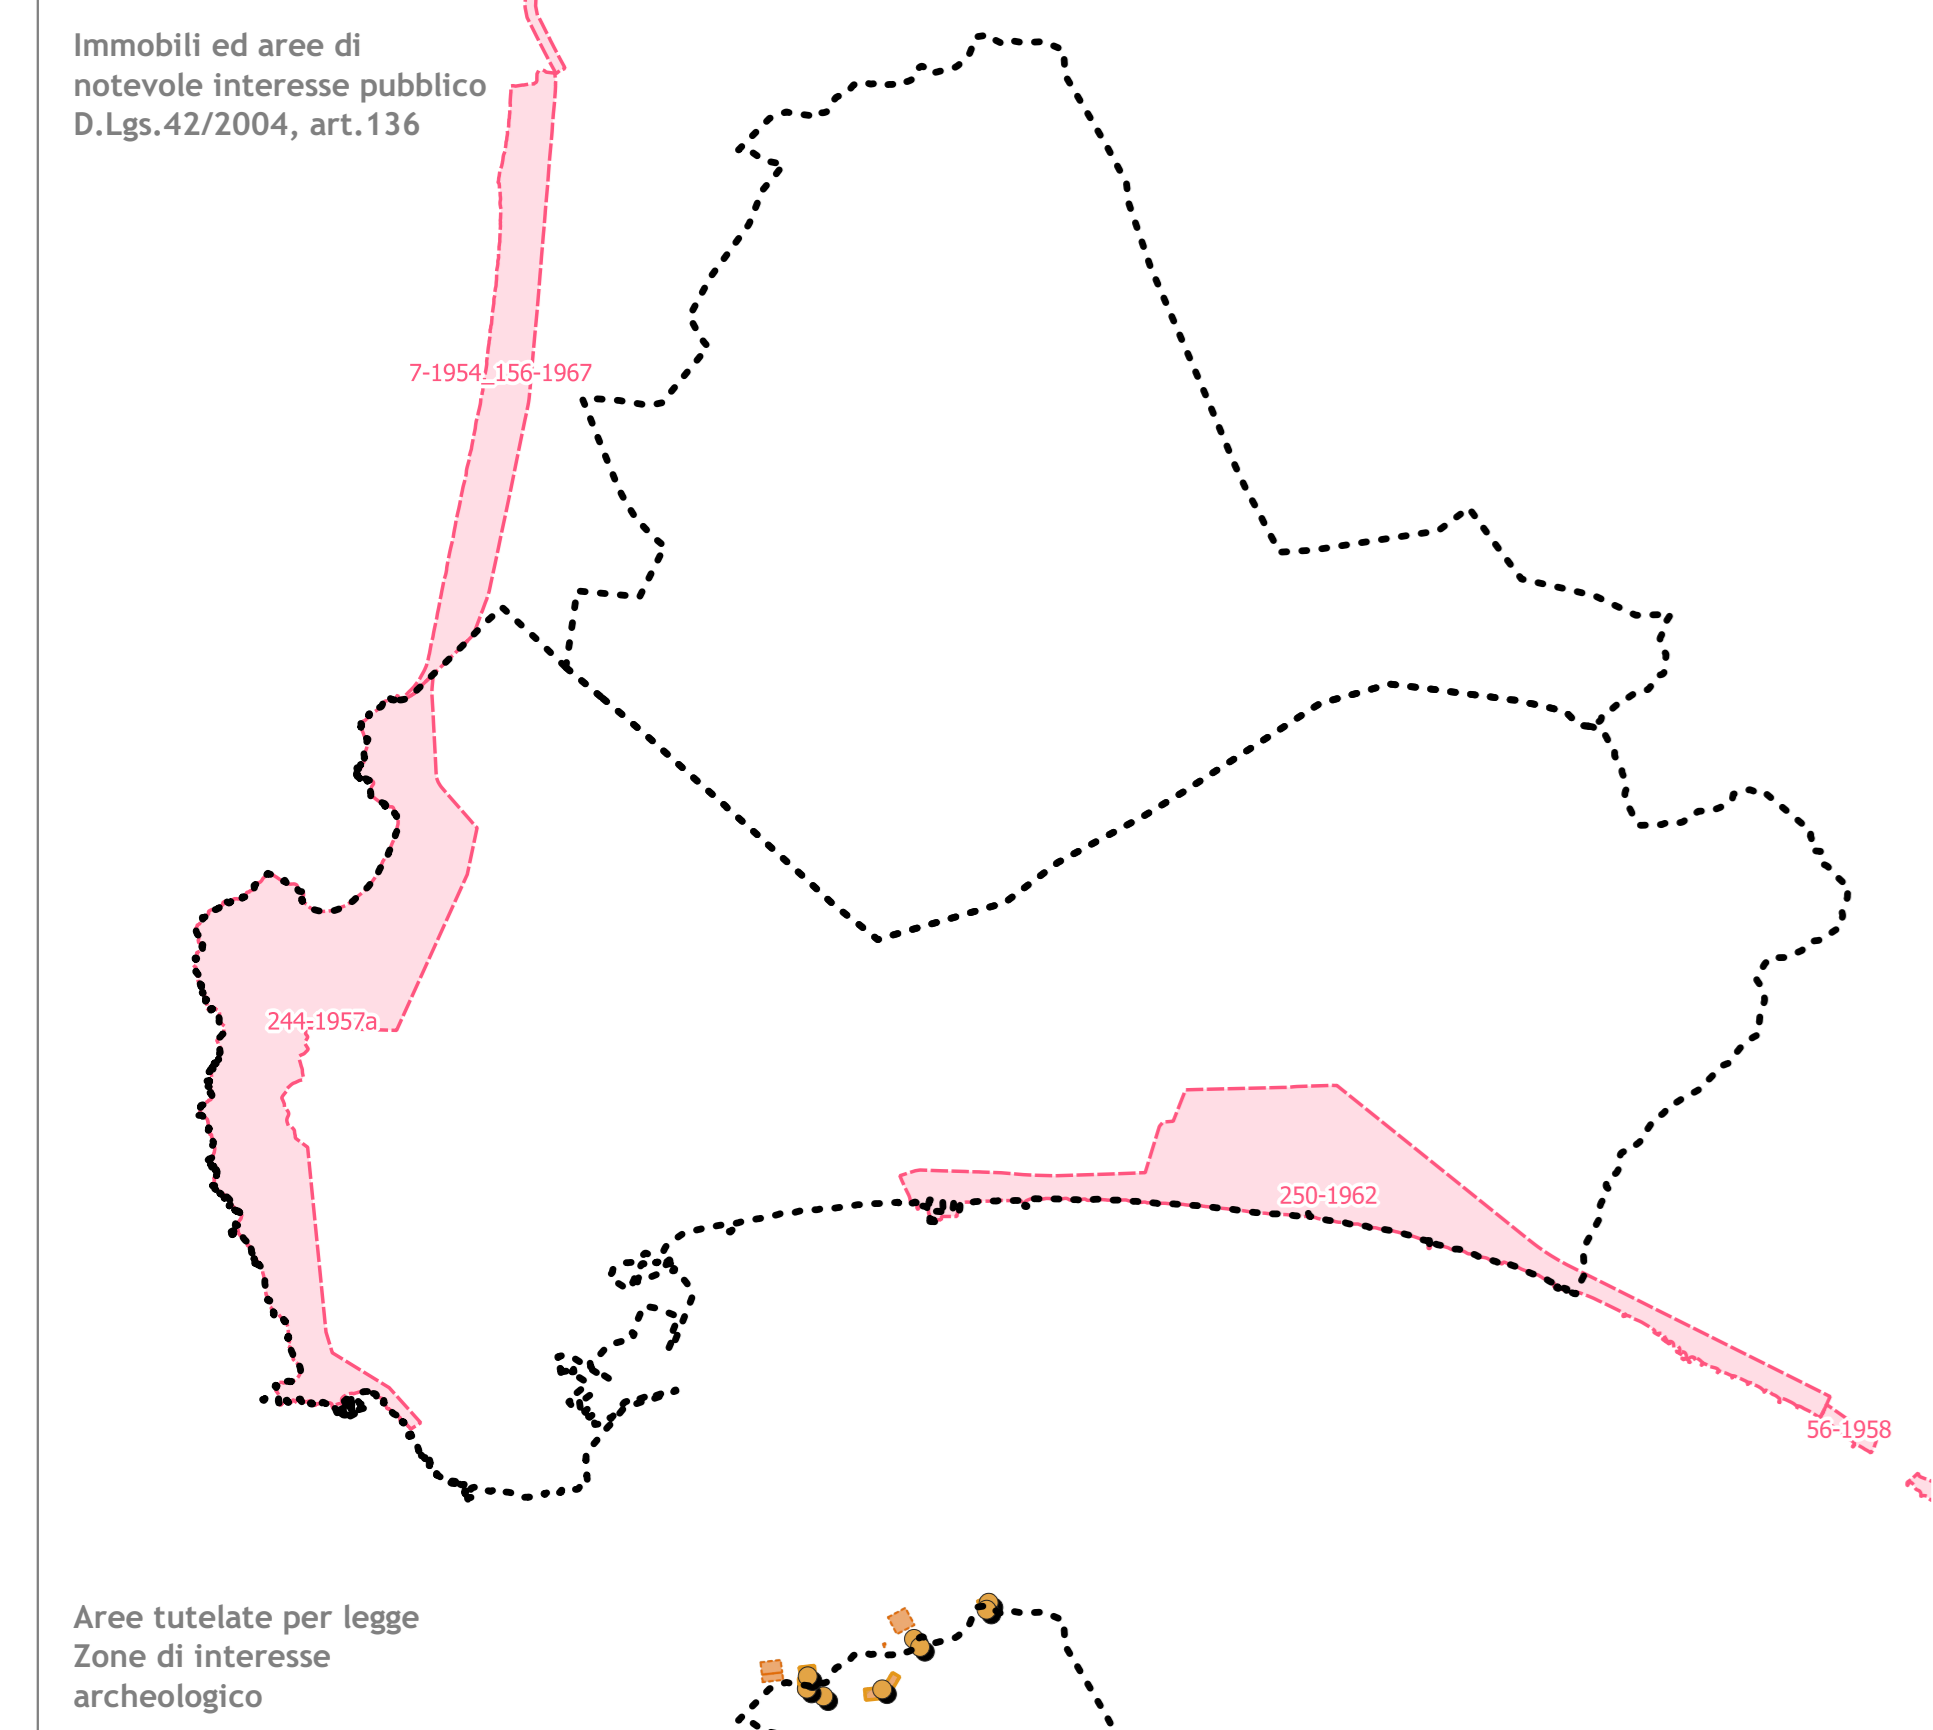 Immobili ed aree di
notevole interesse pubblico
D.Lgs.42/2004, art.136
7-1954_156-1967
244-1957a
250-1962
56-1958
Aree tutelate per legge
Zone di interesse
archeologico